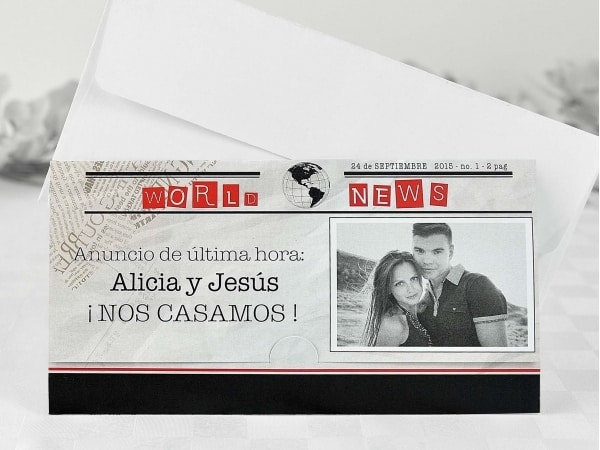 24 de SEPTIEMBRE 2015 - no. 1 - 2 pag
WORLD NEWS
Anuncio de última hora:
Alicia y Jesús
¡NOS CASAMOS!